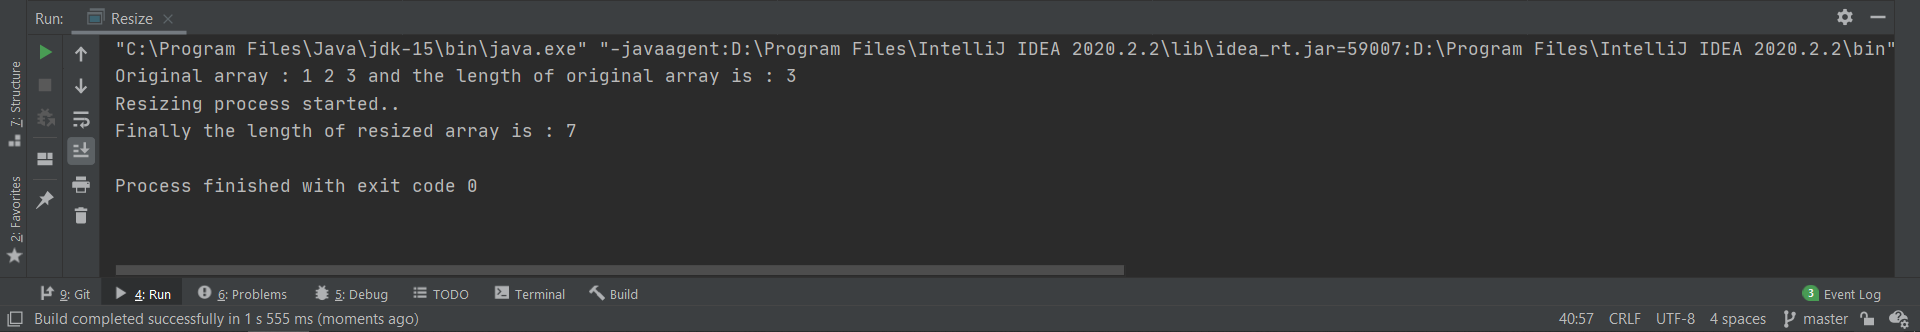 Run: Resize
"C:\Program Files\Java\jdk-15\bin\java.exe" "-javaagent:D:\Program Files\IntelliJ IDEA 2020.2.2\lib\idea_rt.jar=59007:D:\Program Files\IntelliJ IDEA 2020.2.2\bin"
Original array : 1 2 3 and the length of original array is : 3
Resizing process started..
Finally the length of resized array is : 7
Process finished with exit code 0
7: Structure
2: Favorites
9: Git 4: Run 6: Problems 5: Debug TODO Terminal Build 3 Event Log
Build completed successfully in 1 s 555 ms (moments ago) 40:57 CRLF UTF-8 4 spaces master